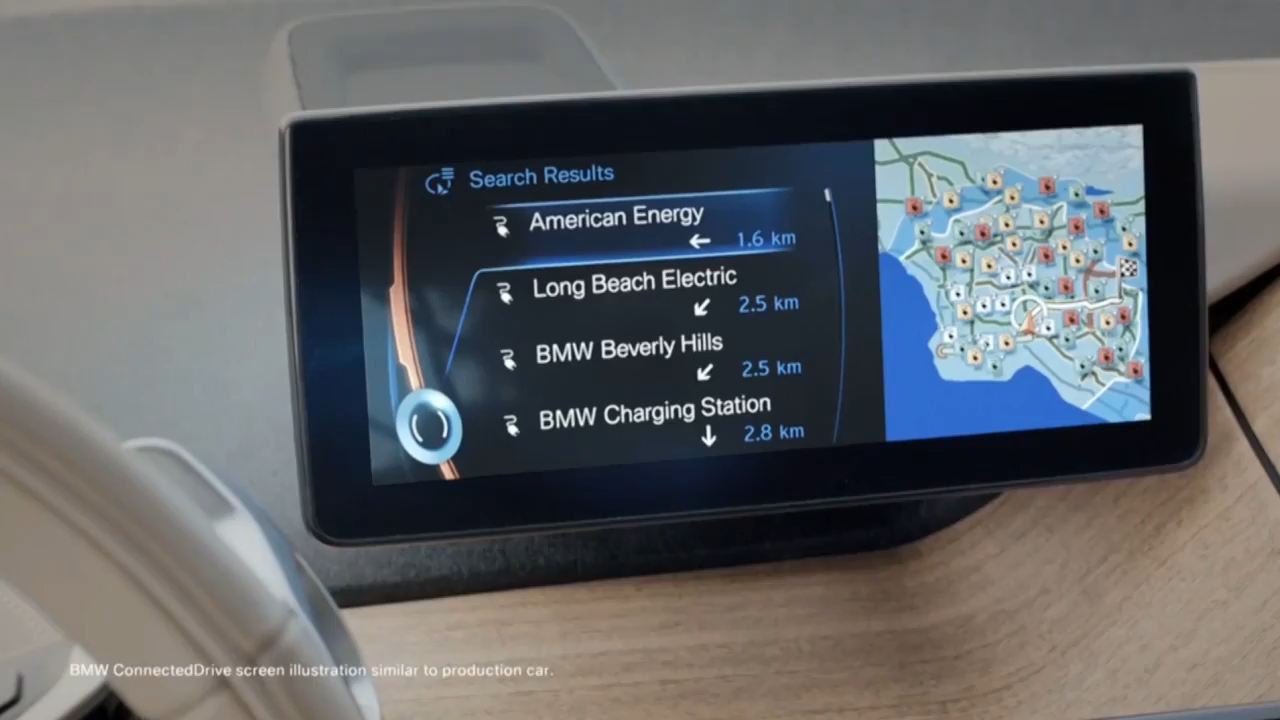 Search Results
American Energy
1.6 km
Long Beach Electric
2.5 km
BMW Beverly Hills
2.5 km
BMW Charging Station
2.8 km
BMW ConnectedDrive screen illustration similar to production car.